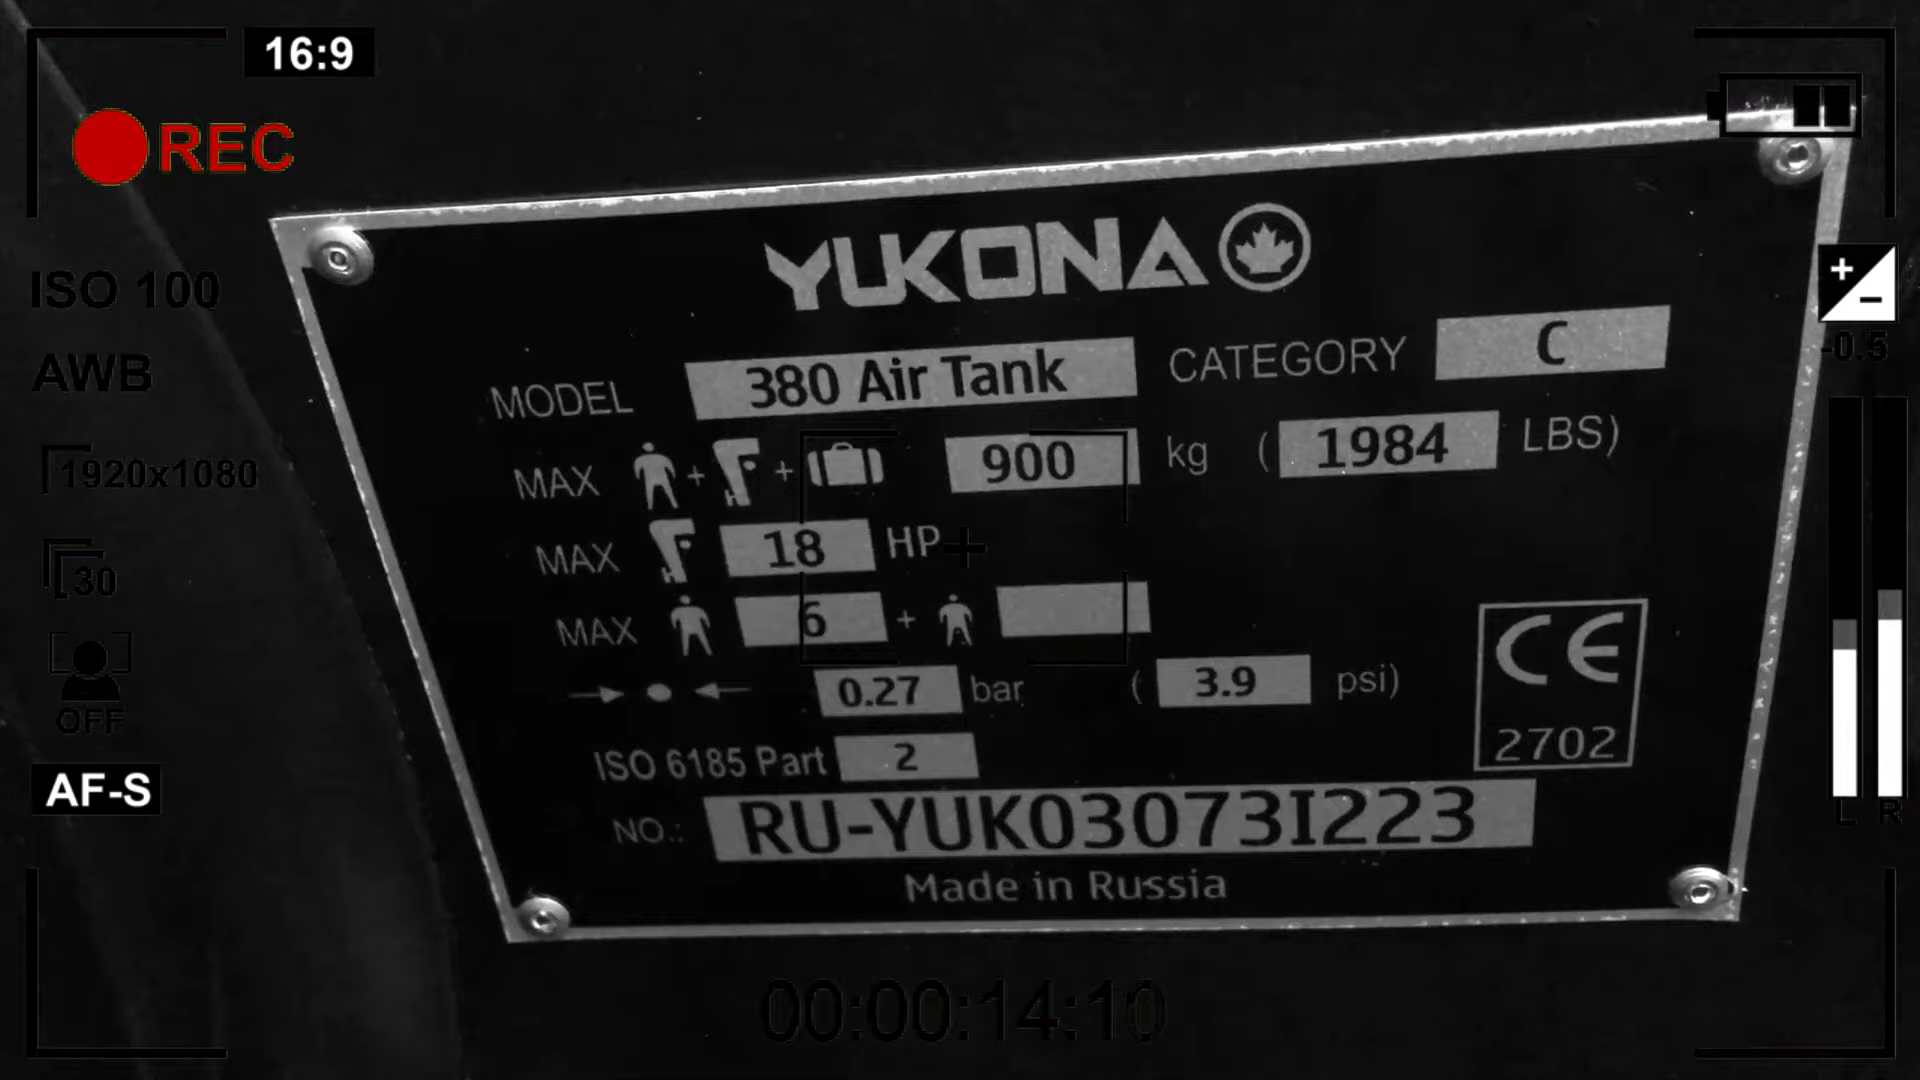 16:9
REC
ISO 100
AWB
1920x1080
30
OFF
AF-S
+
-
-0.5
L R
YUKONA
MODEL 380 Air Tank CATEGORY C
MAX + + 900 kg (1984 LBS)
MAX 18 HP
MAX 6 +
0.27 bar (3.9 psi)
ISO 6185 Part 2
CE
2702
NO.: RU-YUK03073I223
Made in Russia
00:00:14:10